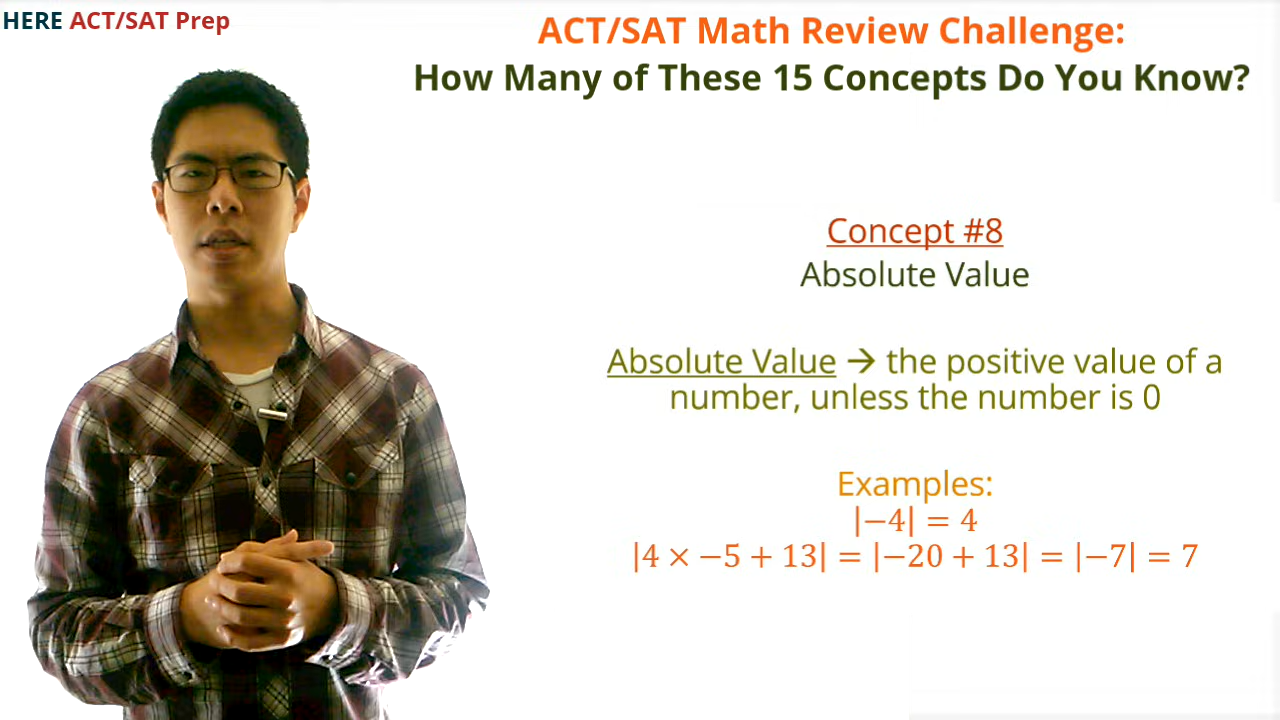 HERE ACT/SAT Prep
ACT/SAT Math Review Challenge:
How Many of These 15 Concepts Do You Know?
Concept #8
Absolute Value
Absolute Value → the positive value of a
number, unless the number is 0
Examples:
|−4| = 4
|4 × −5 + 13| = |−20 + 13| = |−7| = 7